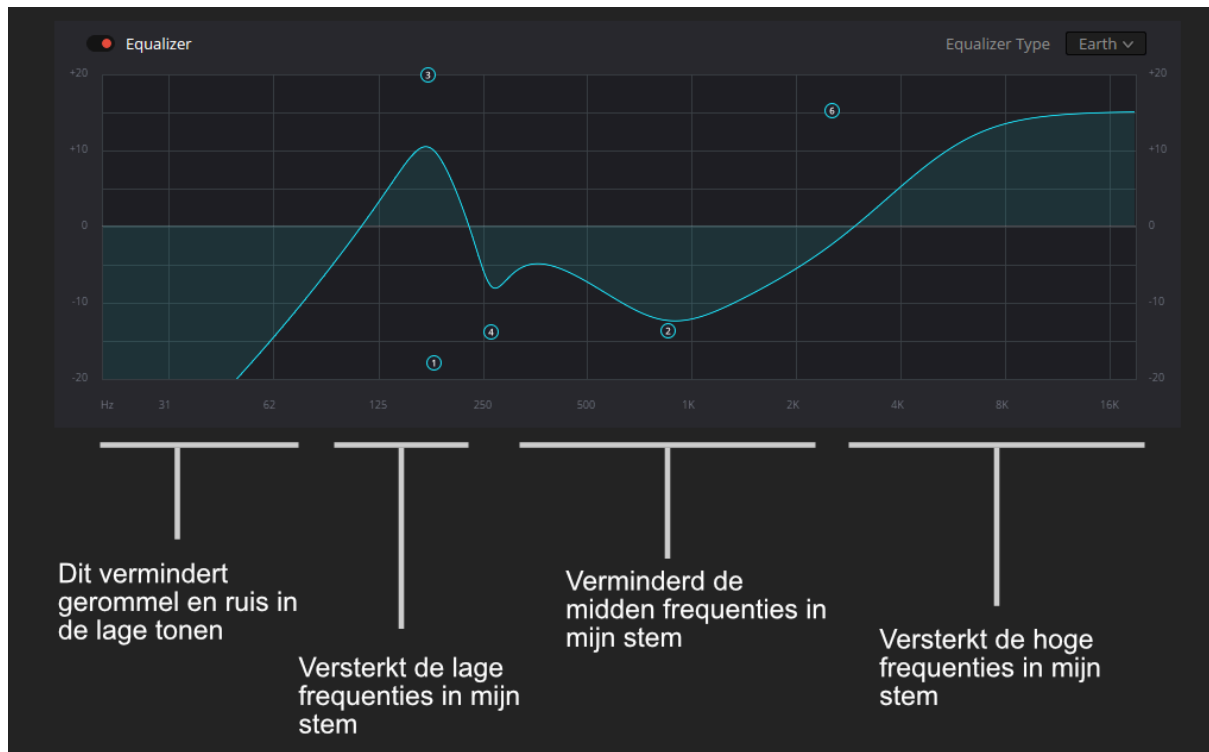 Equalizer
Equalizer Type Earth
+20 +20
3
6
+10 +10
0 0
-10 -10
4
2
1
-20 -20
Hz 31 62 125 250 500 1K 2K 4K 8K 16K
Dit vermindert
gerommel en ruis in
de lage tonen
Versterkt de lage
frequenties in mijn
stem
Verminderd de
midden frequenties in
mijn stem
Versterkt de hoge
frequenties in mijn
stem